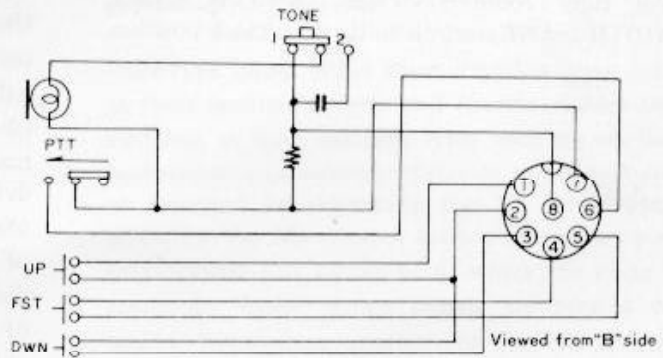 TONE
1 2
PTT
1 7
2 8 6
3 4 5
UP
FST
DWN
Viewed from "B" side